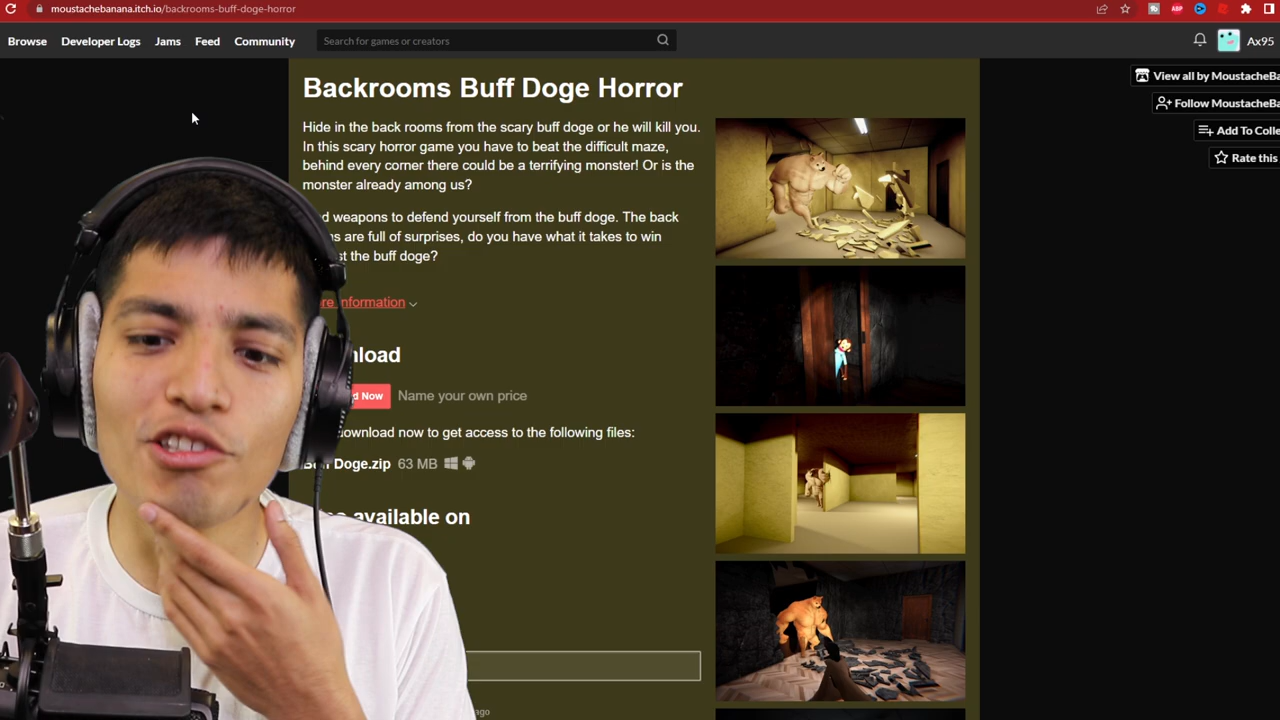 moustachebanana.itch.io/backrooms-buff-doge-horror
Browse Developer Logs Jams Feed Community Search for games or creators Ax95
View all by MoustacheBa
Follow MoustacheBa
Add To Colle
Rate this
Backrooms Buff Doge Horror
Hide in the back rooms from the scary buff doge or he will kill you.
In this scary horror game you have to beat the difficult maze,
behind every corner there could be a terrifying monster! Or is the
monster already among us?
weapons to defend yourself from the buff doge. The back
are full of surprises, do you have what it takes to win
the buff doge?
information
Now Name your own price
download now to get access to the following files:
Doge.zip 63 MB
available on
ago